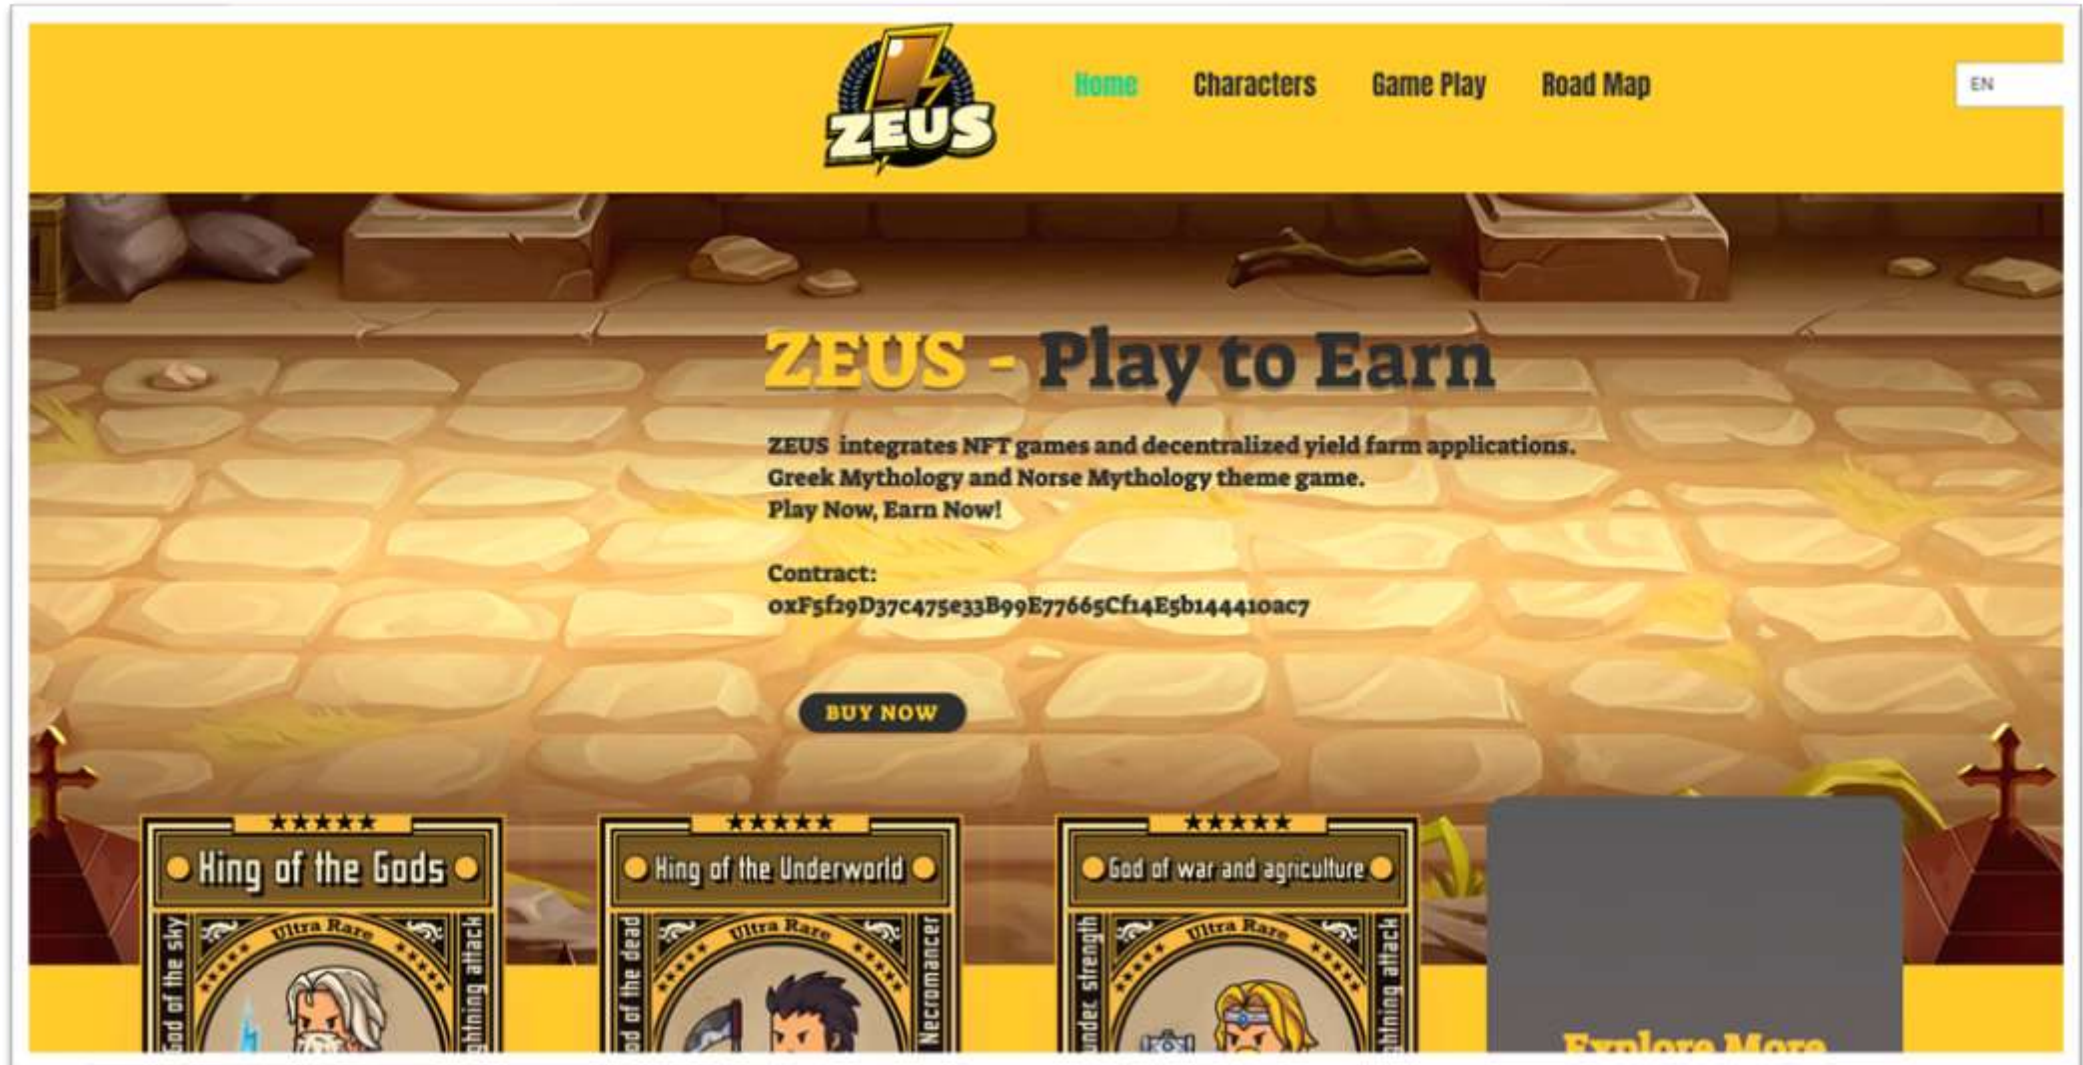 ZEUS
Home
Characters
Game Play
Road Map
EN
ZEUS - Play to Earn
ZEUS integrates NFT games and decentralized yield farm applications.
Greek Mythology and Norse Mythology theme game.
Play Now, Earn Now!
Contract:
0xF5f29D37c475e33B99E77665Cf14E5b144410ac7
BUY NOW
King of the Gods
Ultra Rare
God of the sky
attack
King of the Underworld
Ultra Rare
of the dead
Necromancer
God of war and agriculture
Ultra Rare
strength
attack
Explore More